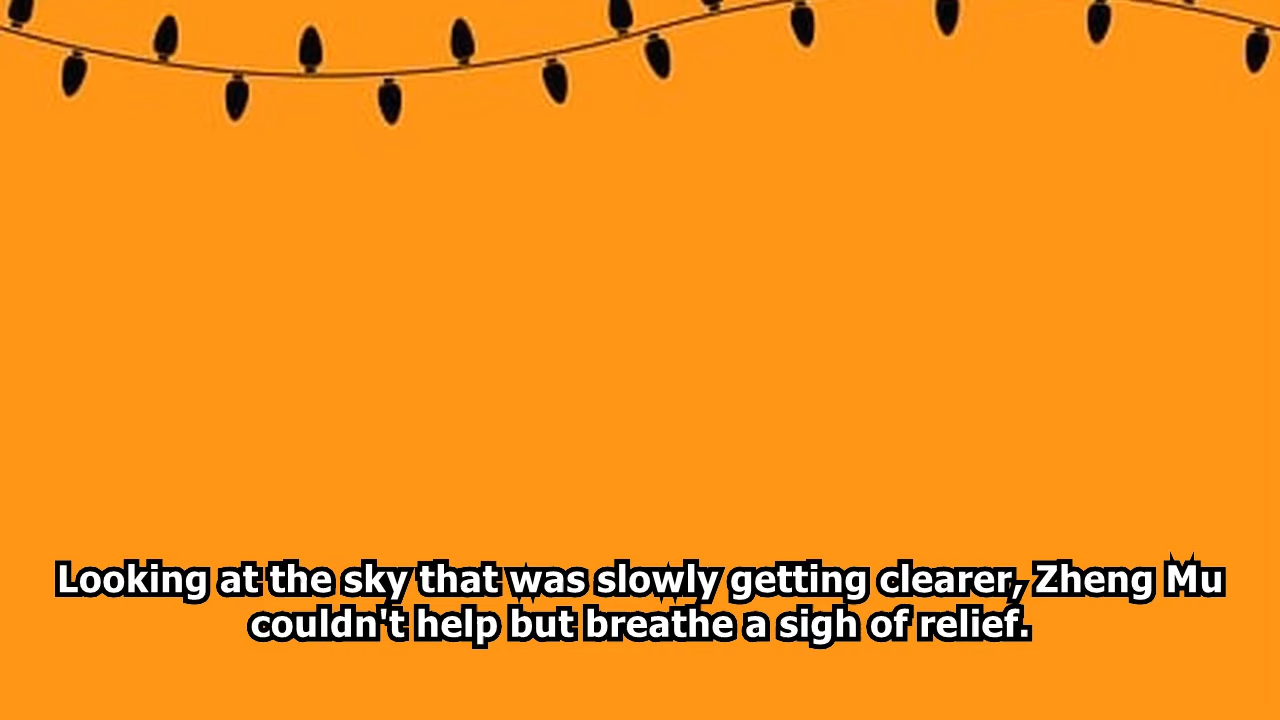 Looking at the sky that was slowly getting clearer, Zheng Mu
couldn't help but breathe a sigh of relief.